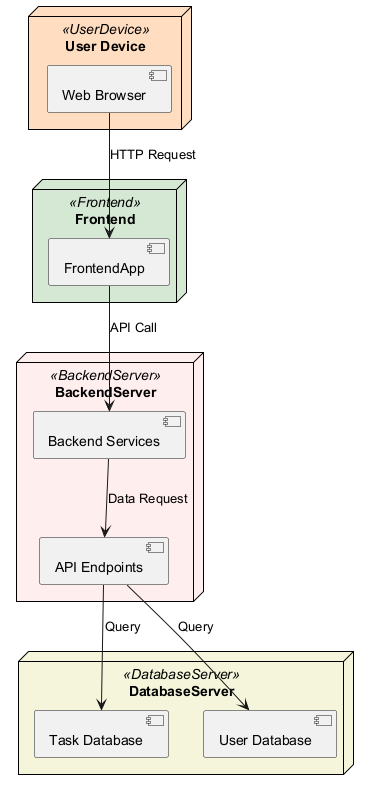 «UserDevice»
User Device
Web Browser
HTTP Request
«Frontend»
Frontend
FrontendApp
API Call
«BackendServer»
BackendServer
Backend Services
Data Request
API Endpoints
Query
Query
«DatabaseServer»
DatabaseServer
Task Database
User Database